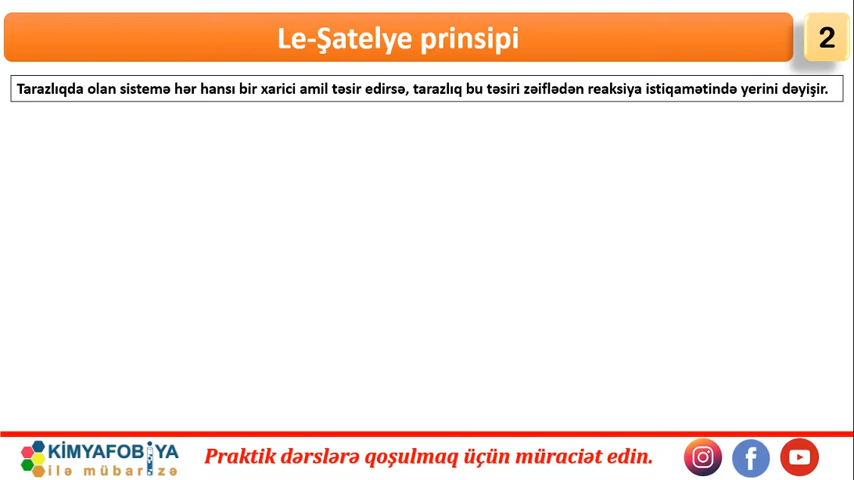 Le-Şatelye prinsipi
2
Tarazlıqda olan sistemə hər hansı bir xarici amil təsir edirsə, tarazlıq bu təsiri zəiflədən reaksiya istiqamətində yerini dəyişir.
KİMYAFOBİYA
ilə mübarizə
Praktik dərslərə qoşulmaq üçün müraciət edin.